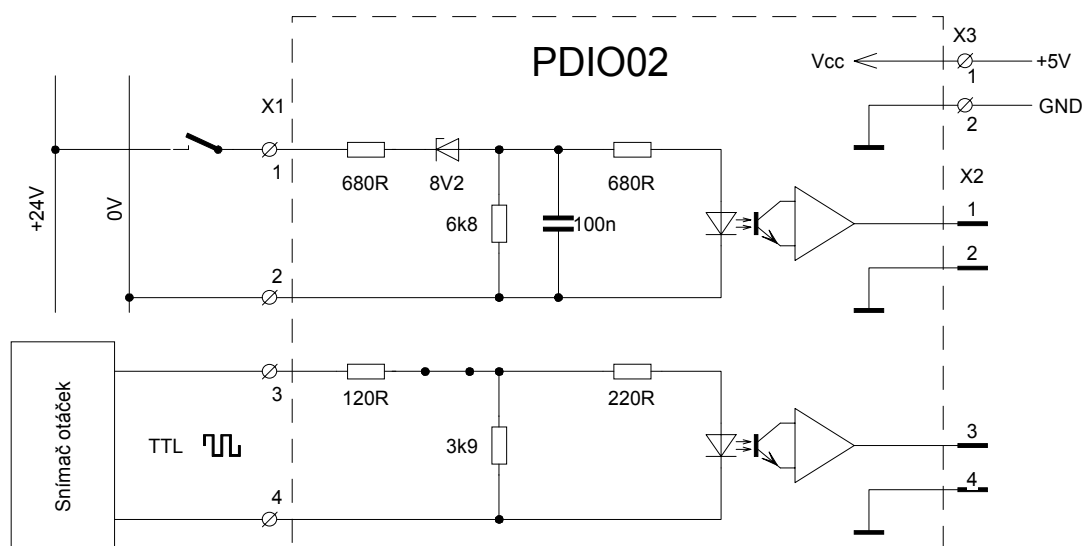 PDIO02
X3
Vcc
+5V
1
GND
2
X1
1
680R
8V2
680R
X2
+24V
0V
6k8
100n
1
2
2
Snímač otáček
3
120R
220R
TTL
3k9
3
4
4